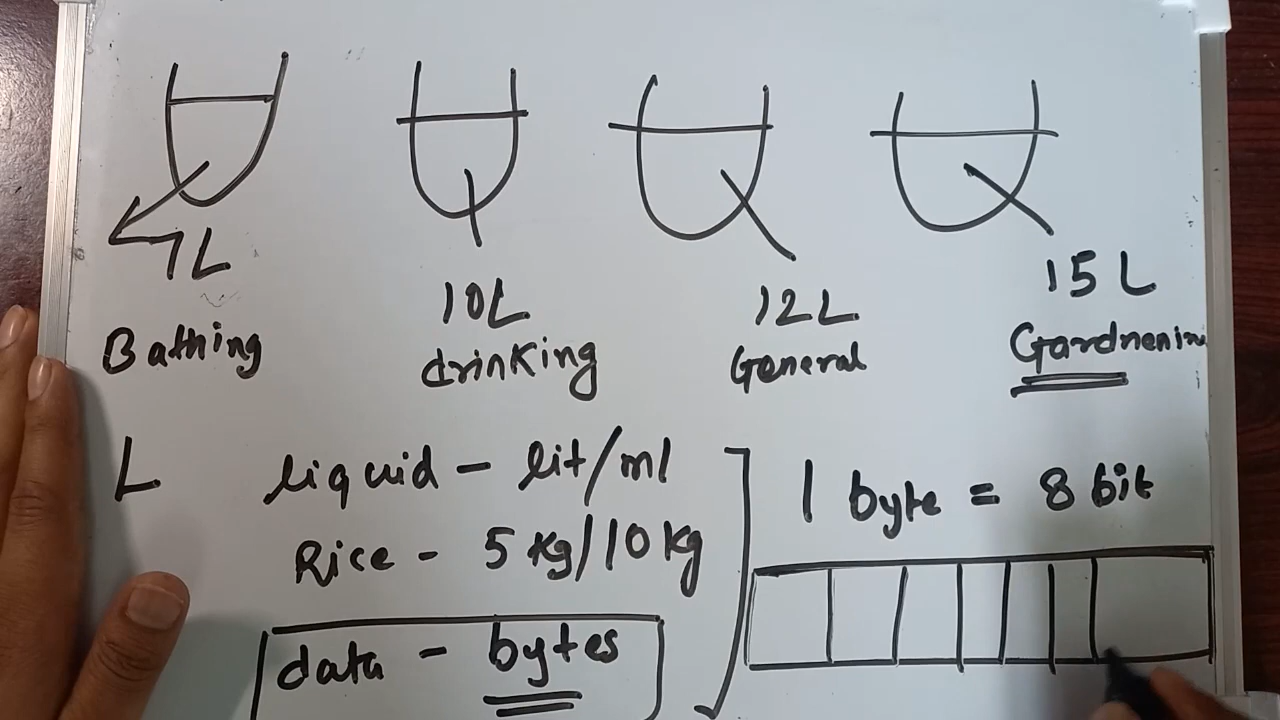 7L
10L
12L
15L
Bathing
drinking
General
Gardnenin
L
liquid - lit/ml
Rice - 5 kg/10 kg
data - bytes
1 byte = 8 bit